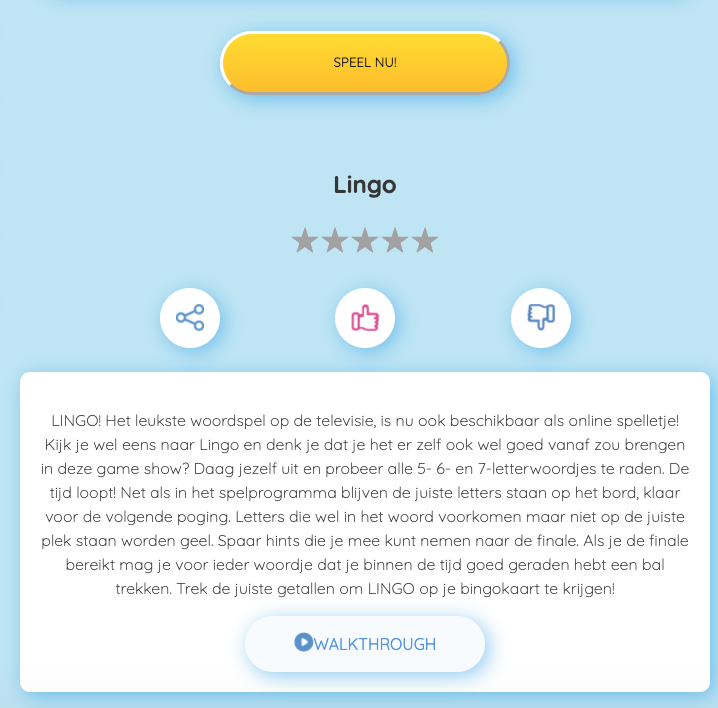 SPEEL NU!
Lingo
LINGO! Het leukste woordspel op de televisie, is nu ook beschikbaar als online spelletje!
Kijk je wel eens naar Lingo en denk je dat je het er zelf ook wel goed vanaf zou brengen
in deze game show? Daag jezelf uit en probeer alle 5- 6- en 7-letterwoordjes te raden. De
tijd loopt! Net als in het spelprogramma blijven de juiste letters staan op het bord, klaar
voor de volgende poging. Letters die wel in het woord voorkomen maar niet op de juiste
plek staan worden geel. Spaar hints die je mee kunt nemen naar de finale. Als je de finale
bereikt mag je voor ieder woordje dat je binnen de tijd goed geraden hebt een bal
trekken. Trek de juiste getallen om LINGO op je bingokaart te krijgen!
WALKTHROUGH